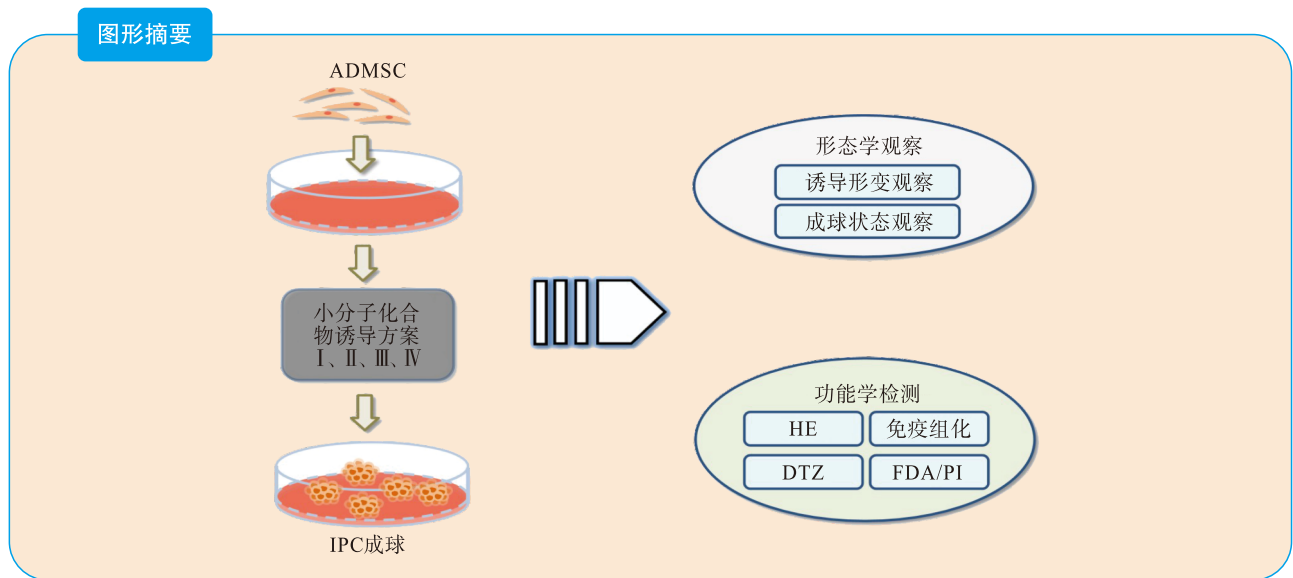 图形摘要
ADMSC
小分子化合
物诱导方案
Ⅰ、Ⅱ、Ⅲ、Ⅳ
IPC成球
形态学观察
诱导形变观察
成球状态观察
功能学检测
HE
免疫组化
DTZ
FDA/PI